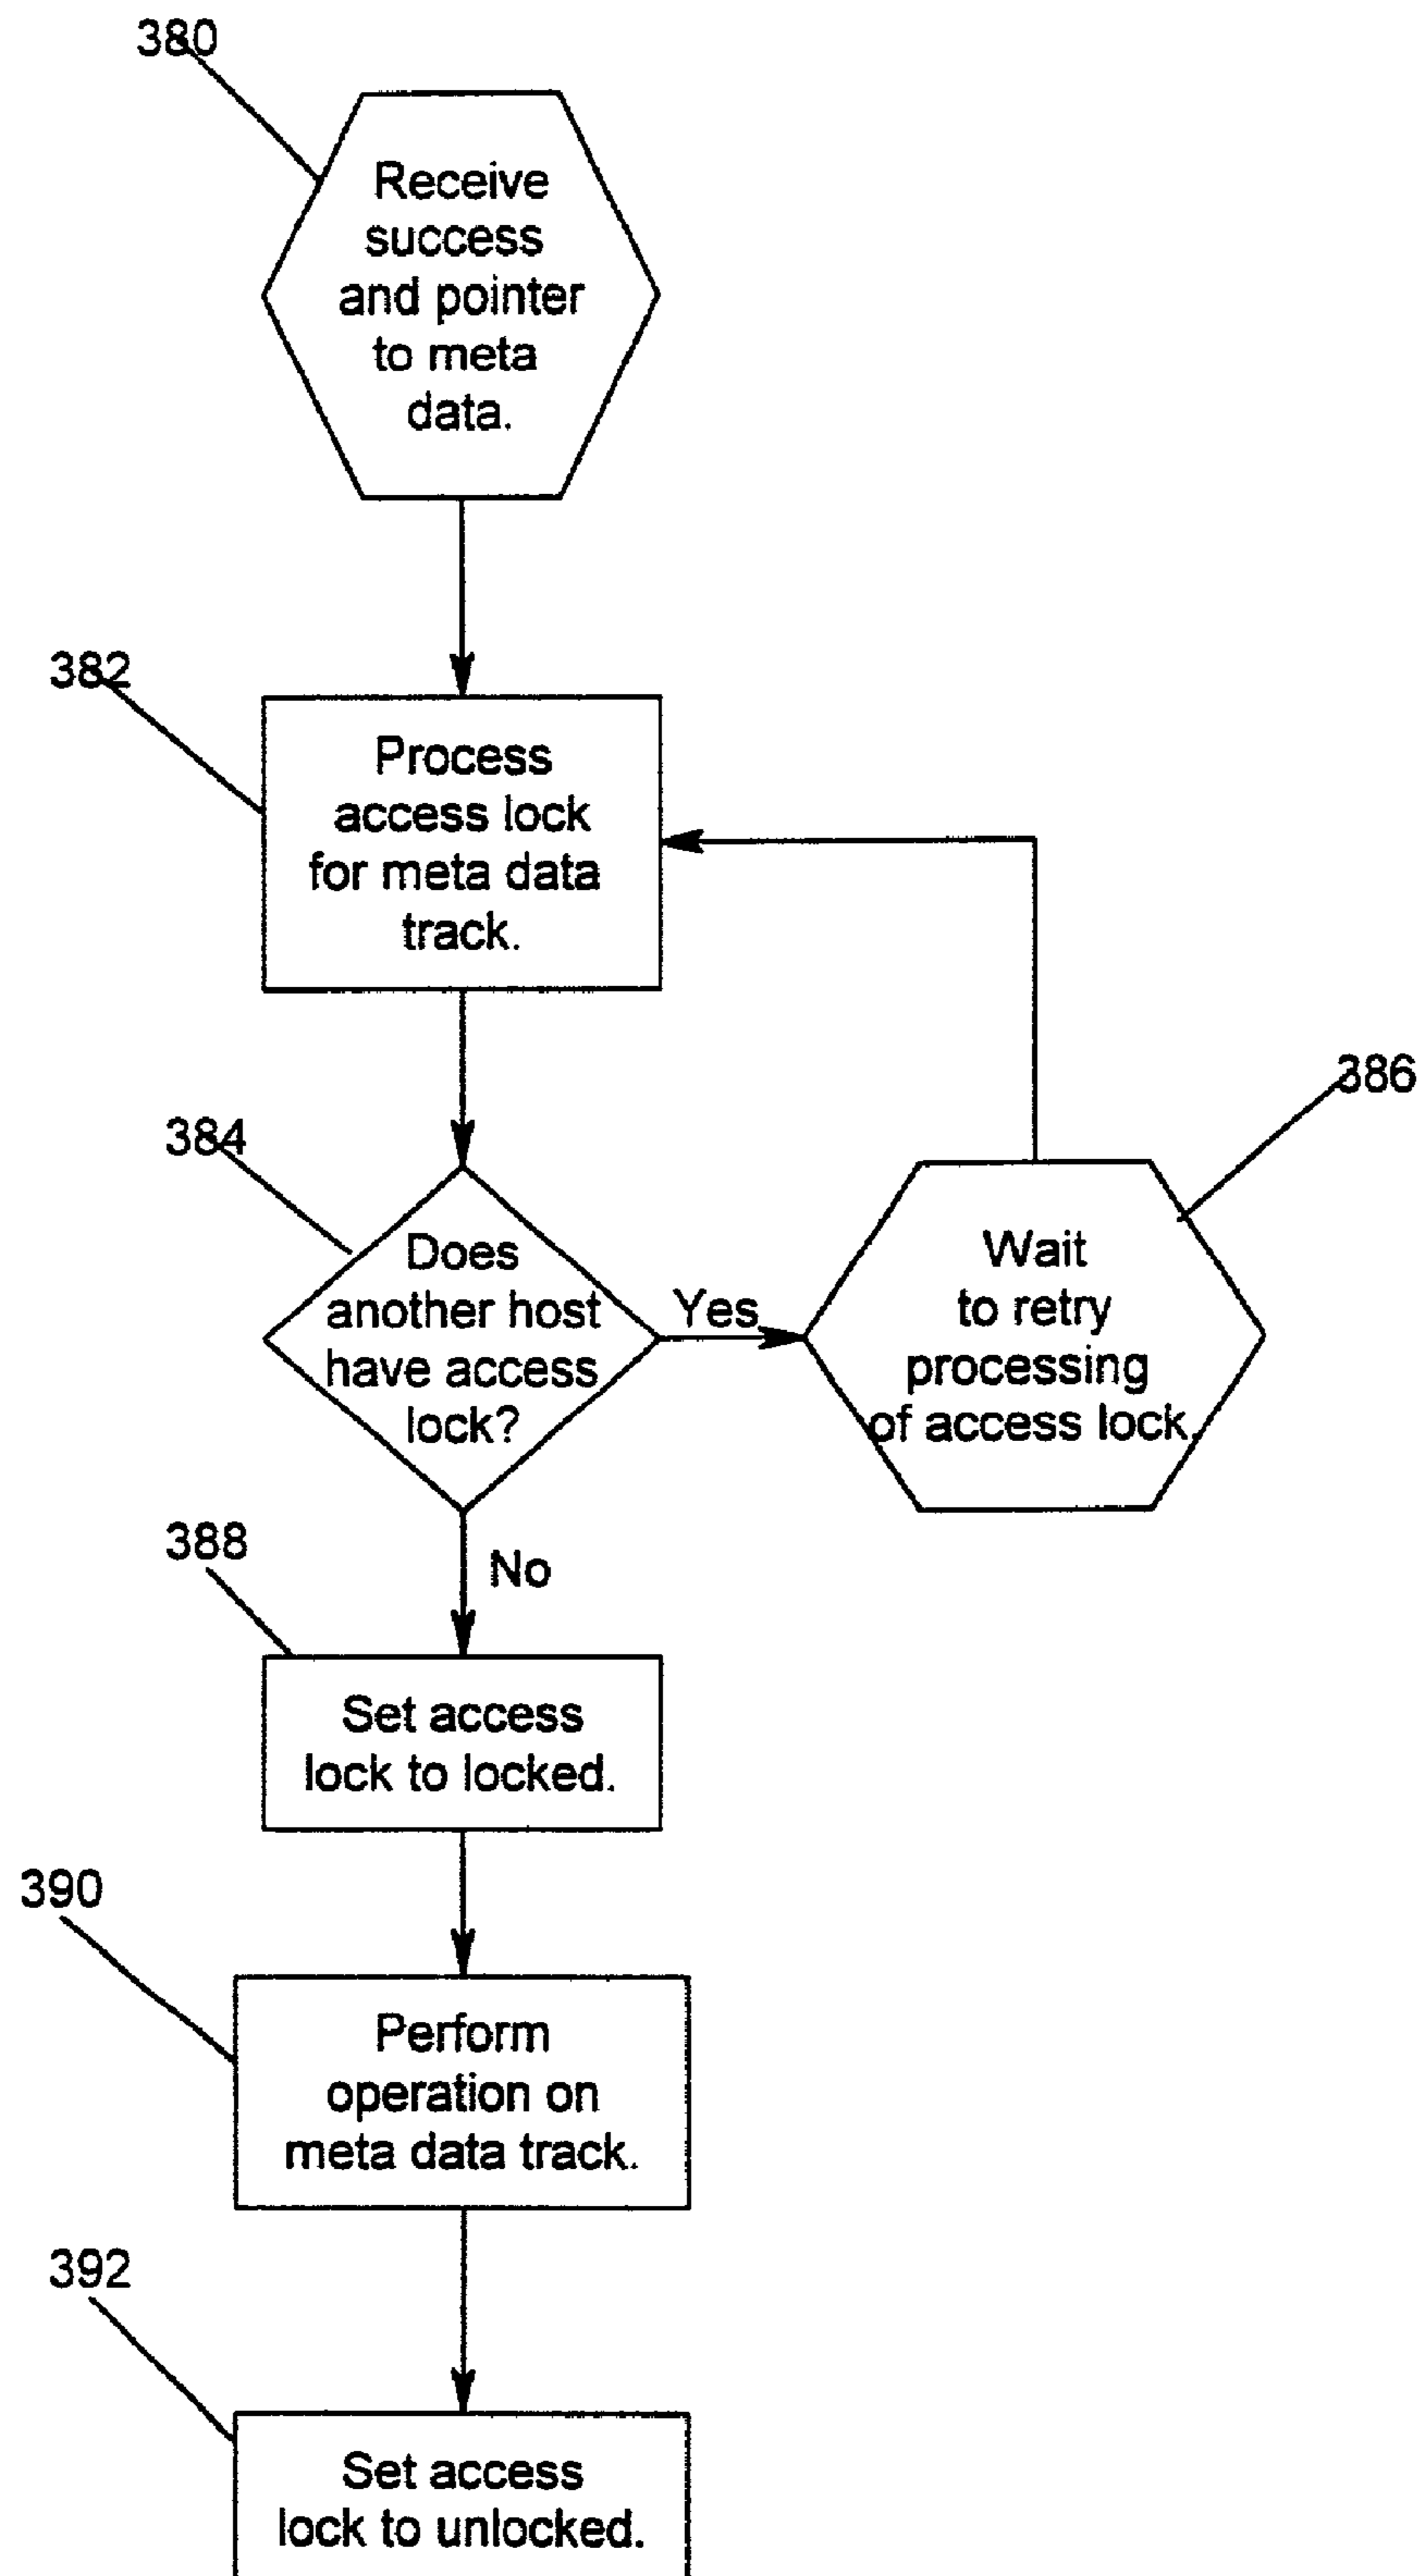 380
Receive
success
and pointer
to meta
data.
382
Process
access lock
for meta data
track.
384
Does
another host
have access
lock?
Yes
386
Wait
to retry
processing
of access lock.
No
388
Set access
lock to locked.
390
Perform
operation on
meta data track.
392
Set access
lock to unlocked.